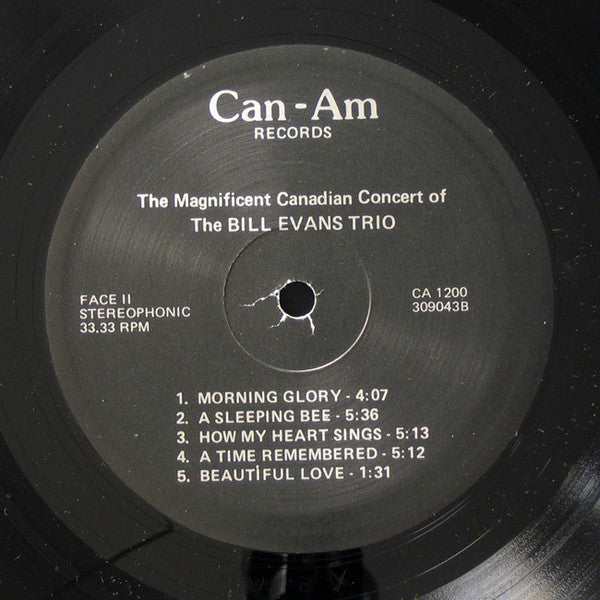 Can-Am
RECORDS
The Magnificent Canadian Concert of
The BILL EVANS TRIO
FACE II
STEREOPHONIC
33.33 RPM
CA 1200
309043B
1. MORNING GLORY - 4:07
2. A SLEEPING BEE - 5:36
3. HOW MY HEART SINGS - 5:13
4. A TIME REMEMBERED - 5:12
5. BEAUTİFUL LOVE - 1:31